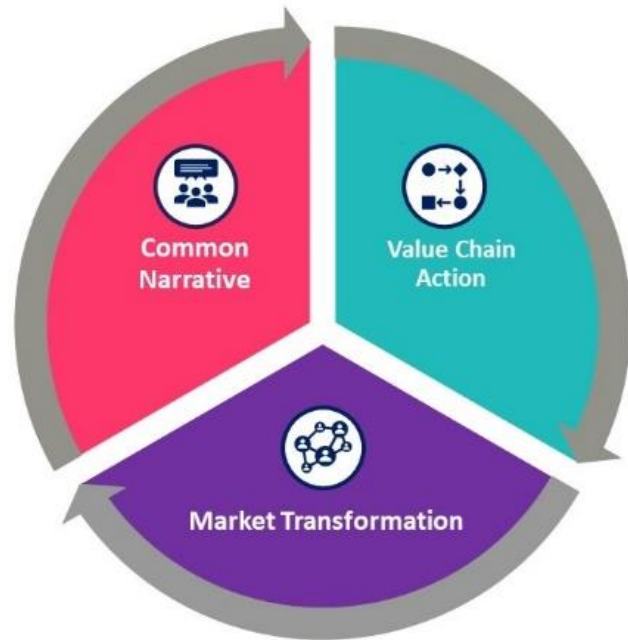 Common
Narrative
Value Chain
Action
Market Transformation